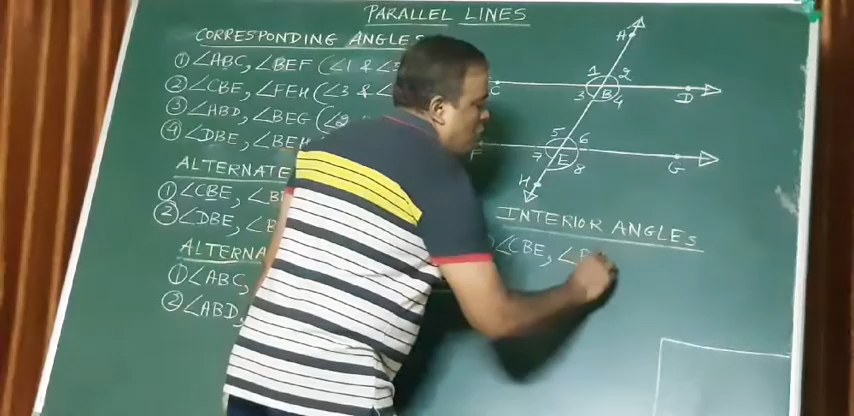 PARALLEL LINES
CORRESPONDING ANGLES
① ∠ABC, ∠BEF (∠1 & ∠5
② ∠CBE, ∠FEH (∠3 & ∠
③ ∠ABD, ∠BEG (∠2
④ ∠DBE, ∠BEH
ALTERNATE
① ∠CBE, ∠B
② ∠DBE, ∠B
ALTERNA
① ∠ABC,
② ∠ABD,
A
1 2
C B D
3 4
5 6
F E G
7 8
H
INTERIOR ANGLES
∠CBE, ∠B